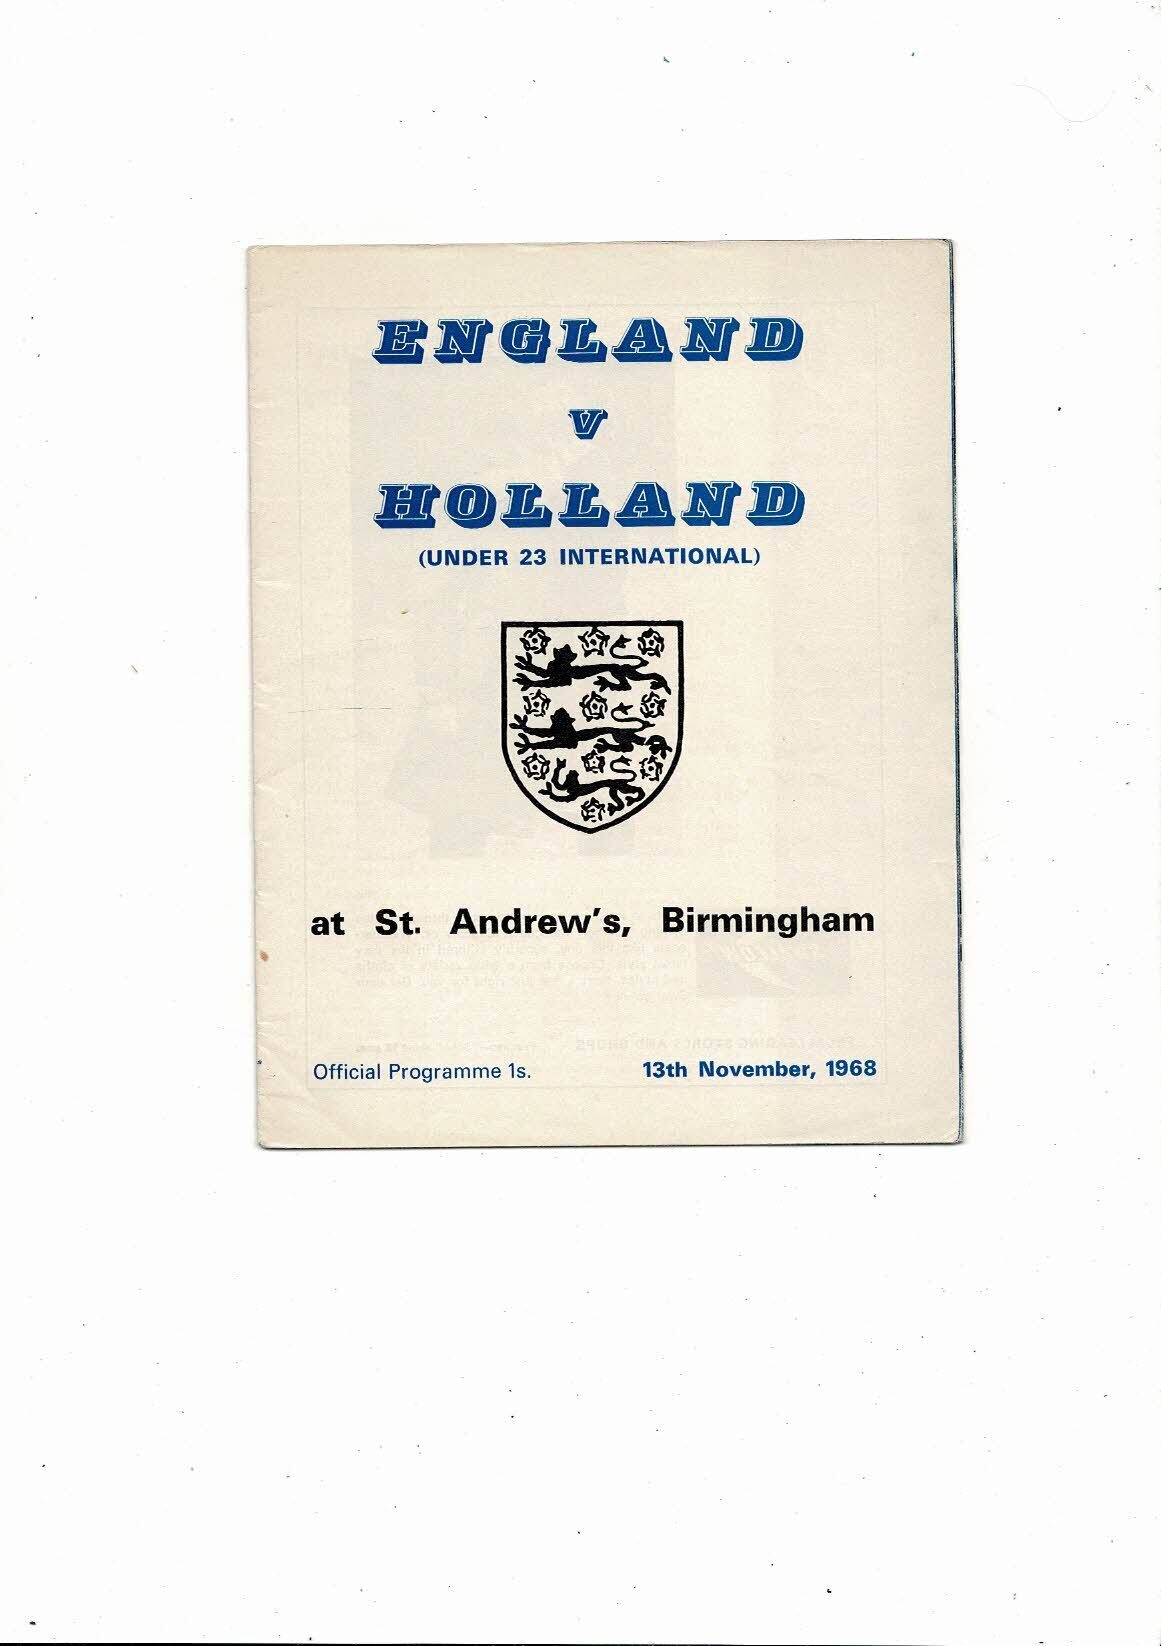 ENGLAND
V
HOLLAND
(UNDER 23 INTERNATIONAL)
at St. Andrew's, Birmingham
Official Programme 1s. 13th November, 1968